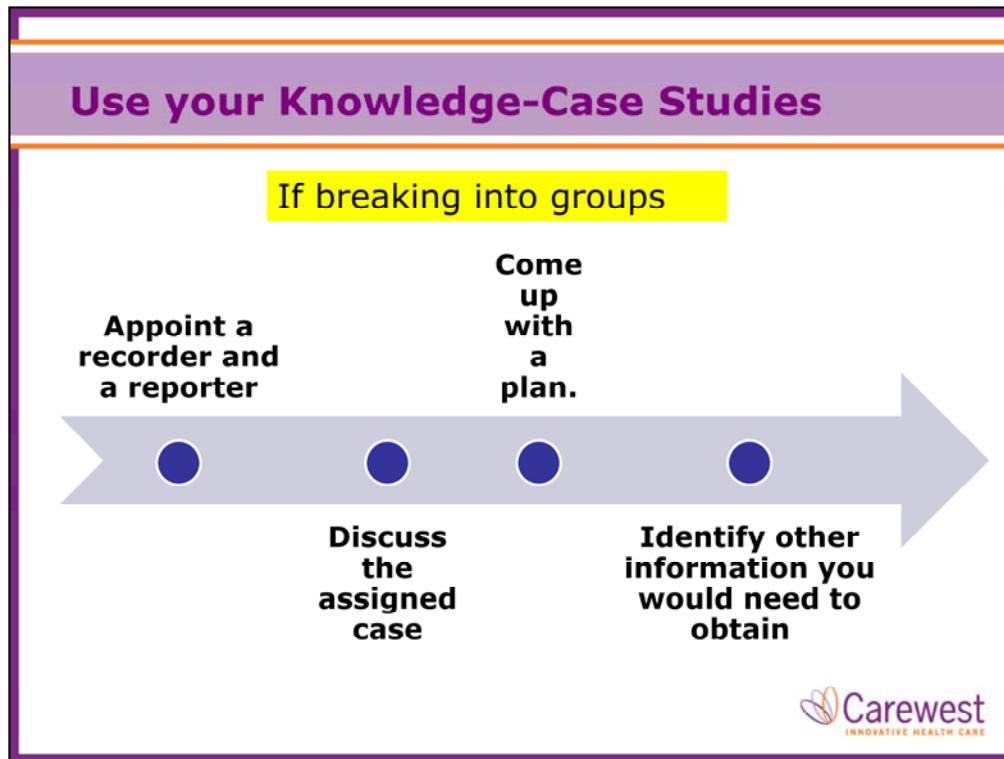 Use your Knowledge-Case Studies
If breaking into groups
Appoint a
recorder and
a reporter
Discuss
the
assigned
case
Come
up
with
a
plan.
Identify other
information you
would need to
obtain
Carewest
INNOVATIVE HEALTH CARE